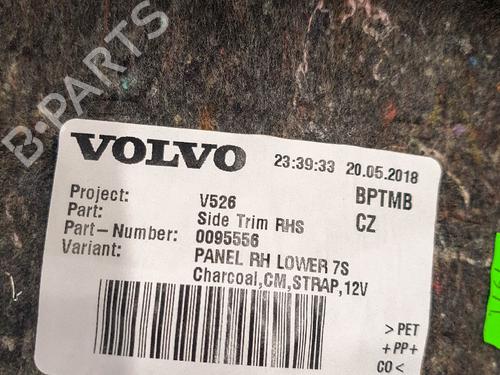 B-PARTS
VOLVO 23:39:33 20.05.2018
Project: V526 BPTMB
Part: Side Trim RHS CZ
Part-Number: 0095556
Variant: PANEL RH LOWER 7S
Charcoal,CM,STRAP,12V
>PET
+PP+
CO<